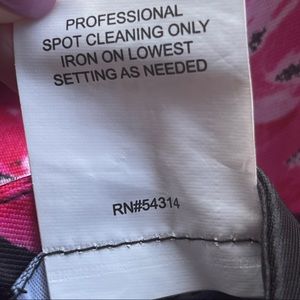 PROFESSIONAL
SPOT CLEANING ONLY
IRON ON LOWEST
SETTING AS NEEDED
RN#54314